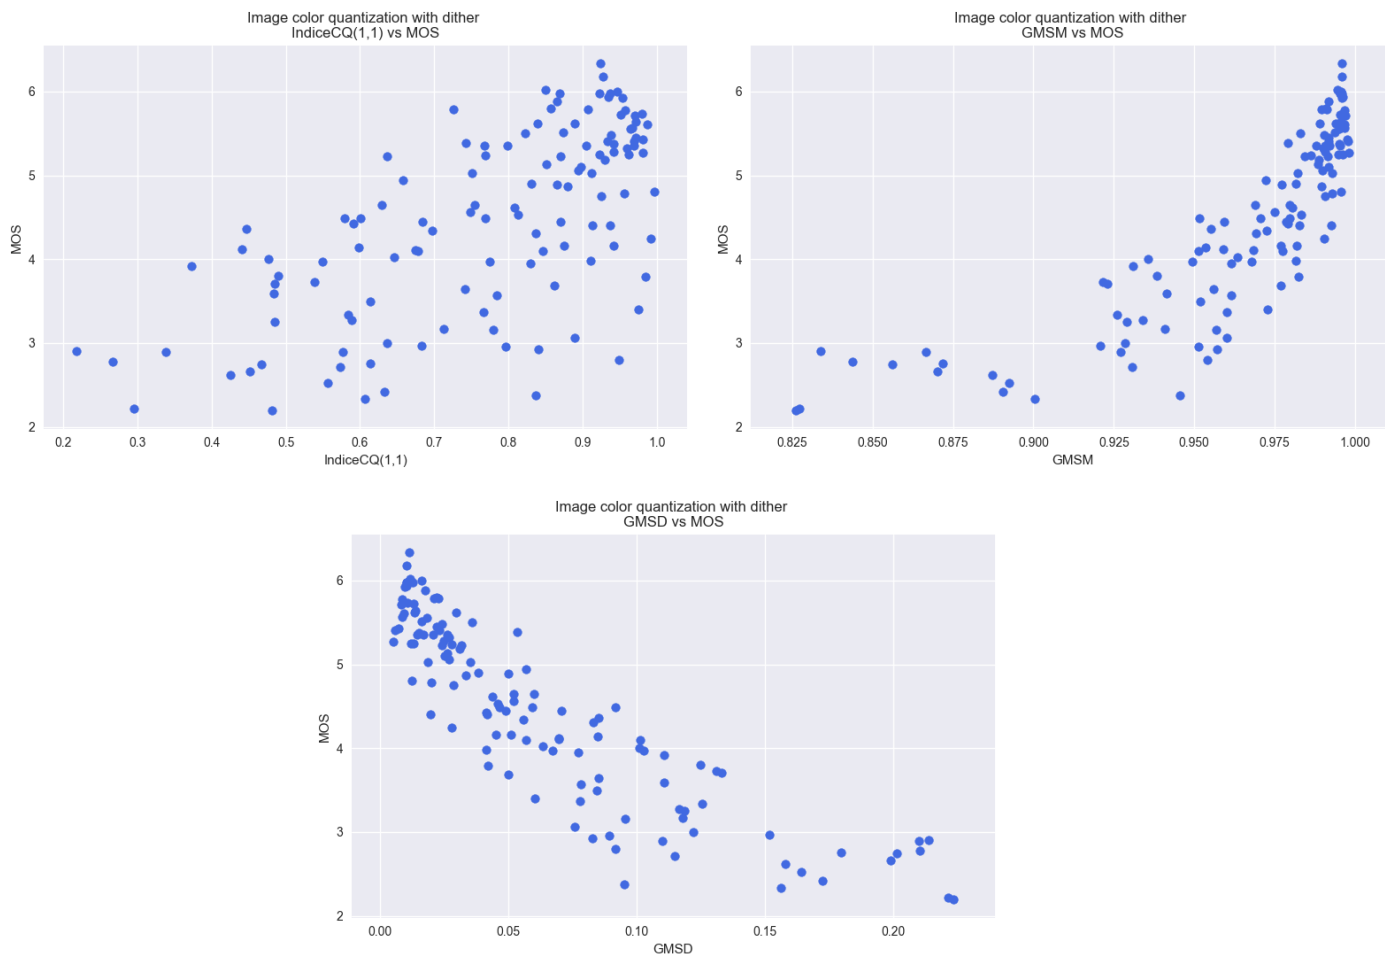 Image color quantization with dither
IndiceCQ(1,1) vs MOS
MOS
6
5
4
3
2
0.2 0.3 0.4 0.5 0.6 0.7 0.8 0.9 1.0
IndiceCQ(1,1)
Image color quantization with dither
GMSM vs MOS
MOS
6
5
4
3
2
0.825 0.850 0.875 0.900 0.925 0.950 0.975 1.000
GMSM
Image color quantization with dither
GMSD vs MOS
MOS
6
5
4
3
2
0.00 0.05 0.10 0.15 0.20
GMSD